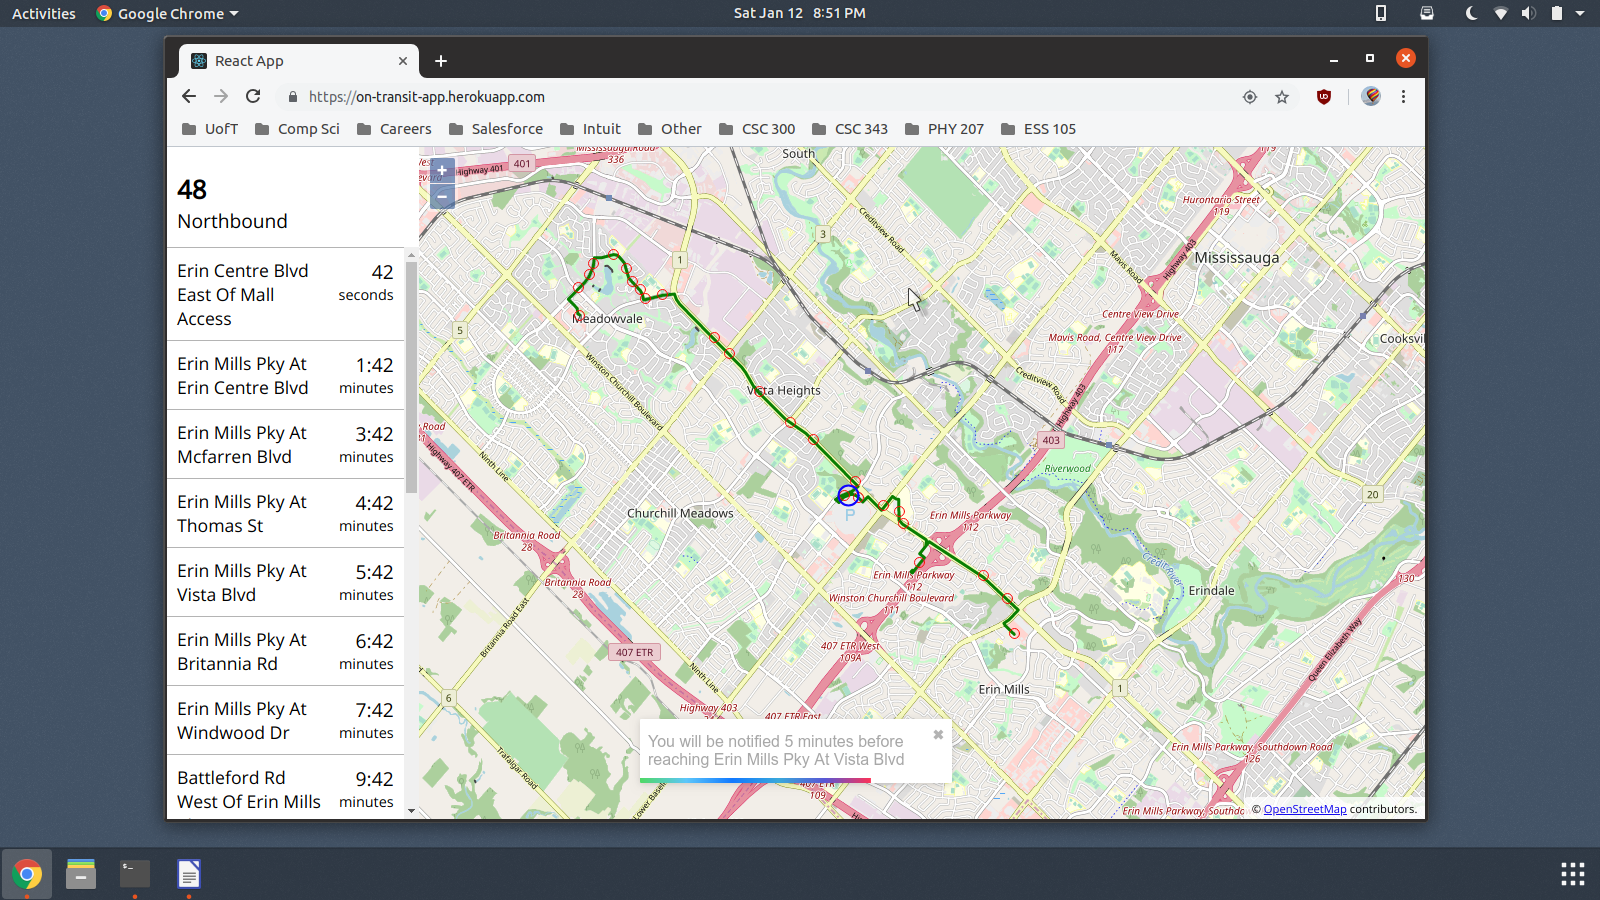 Activities
Google Chrome
Sat Jan 12 8:51 PM
React App
https://on-transit-app.herokuapp.com
UofT
Comp Sci
Careers
Salesforce
Intuit
Other
CSC 300
CSC 343
PHY 207
ESS 105
48
Northbound
Erin Centre Blvd
East Of Mall
Access
42
seconds
Erin Mills Pky At
Erin Centre Blvd
1:42
minutes
Erin Mills Pky At
Mcfarren Blvd
3:42
minutes
Erin Mills Pky At
Thomas St
4:42
minutes
Erin Mills Pky At
Vista Blvd
5:42
minutes
Erin Mills Pky At
Britannia Rd
6:42
minutes
Erin Mills Pky At
Windwood Dr
7:42
minutes
Battleford Rd
West Of Erin Mills
9:42
minutes
+
−
401
Highway 401
Mississauga Road
336
South
3
Creditview Road
1
5
Meadowvale
Winston Churchill Boulevard
Vista Heights
Hurontario Street
119
Highway 403
Mississauga
Mavis Road
Centre View Drive
Mavis Road, Centre View Drive
117
Creditview Road
Highway 403
403
Riverwood
20
Road
Highway 407 ETR
Ninth Line
Churchill Meadows
P
Britannia Road
28
Britannia Road
28
Erin Mills Parkway
112
Erin Mills Parkway
112
Winston Churchill Boulevard
111
Credit River
Erindale
130
Britannia Road East
407 ETR
407 ETR West
109A
Ninth Line
Queen Elizabeth Way
Erin Mills
1
6
Highway 403
407 ETR East
Trafalgar Road
407 ETR East
109
Erin Mills Parkway, Southdown Road
126
You will be notified 5 minutes before
reaching Erin Mills Pky At Vista Blvd
© OpenStreetMap contributors.